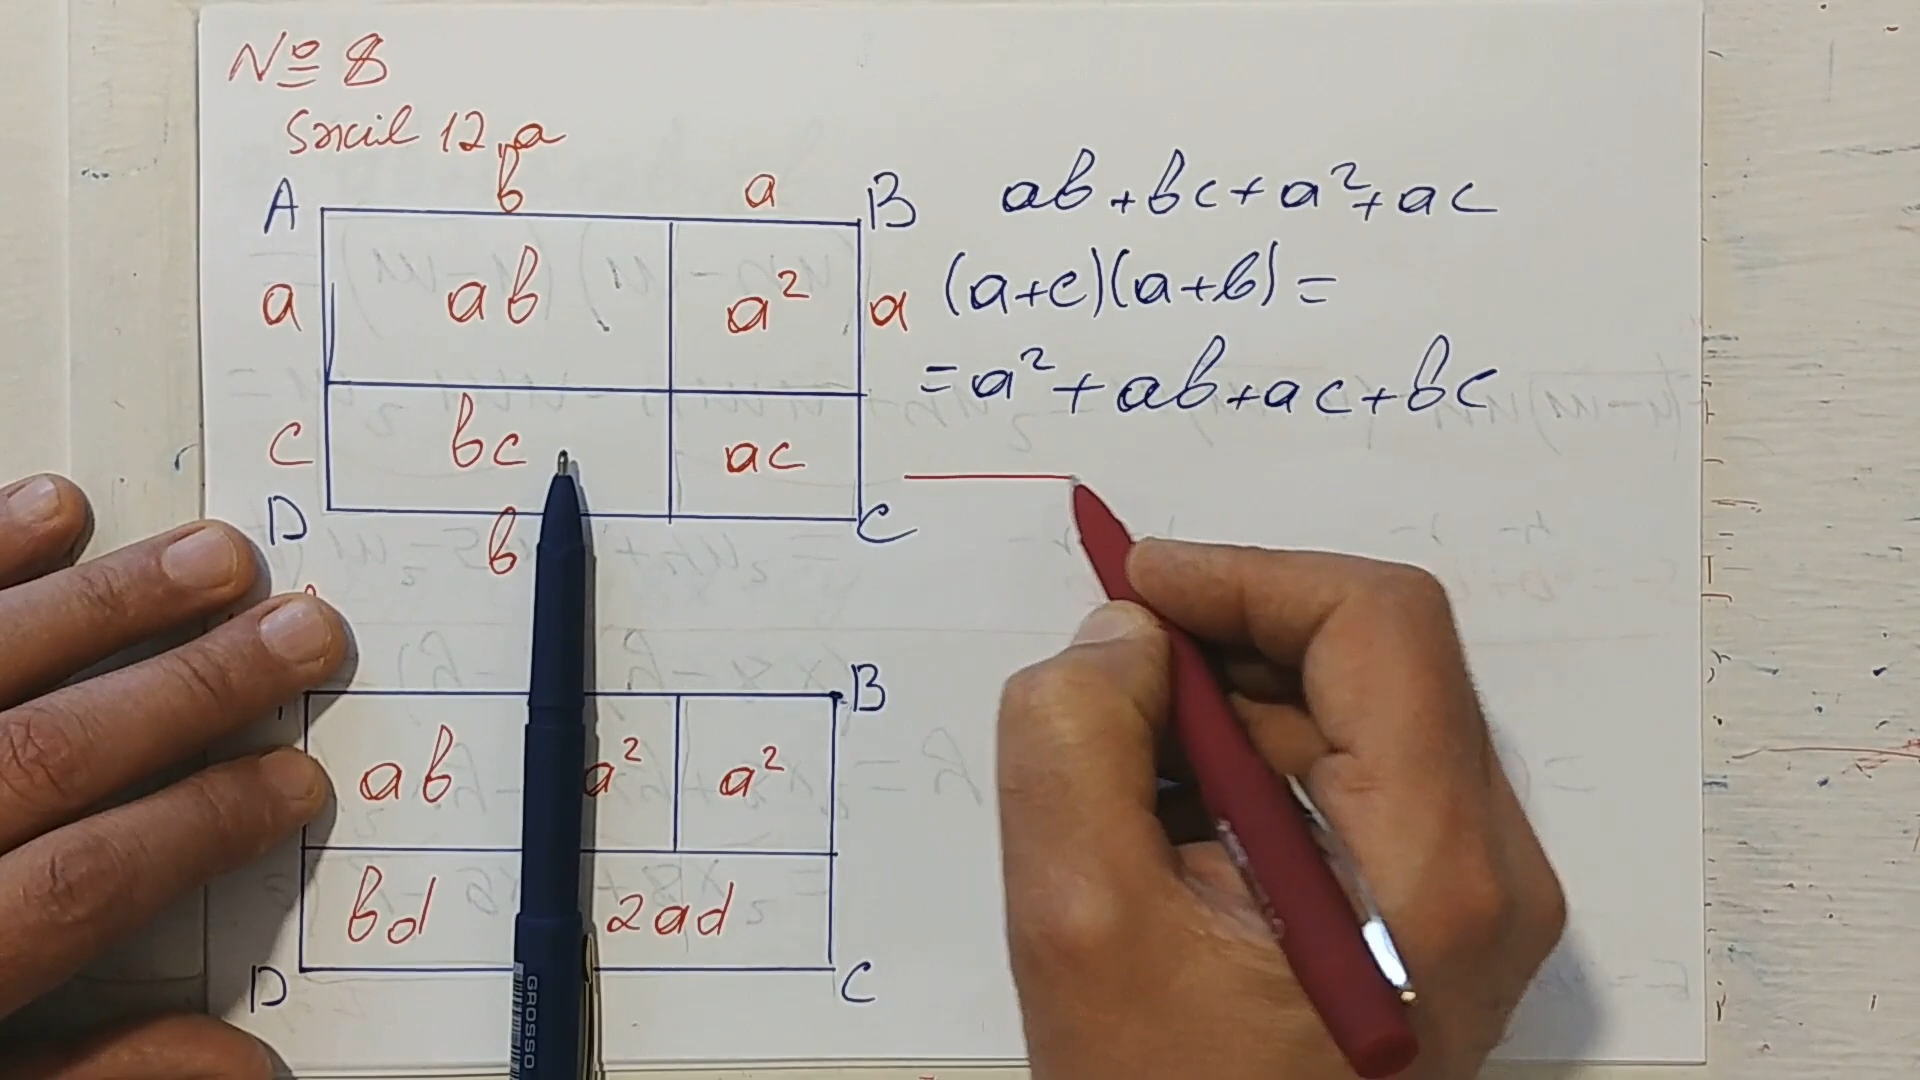 № 8
Şəkil 12, a
b a
A B
a ab a² a
c bc ac
D b C
ab + bc + a² + ac
(a+c)(a+b) =
= a² + ab + ac + bc
B
ab a² a²
bd 2ad
D C
GROSSO